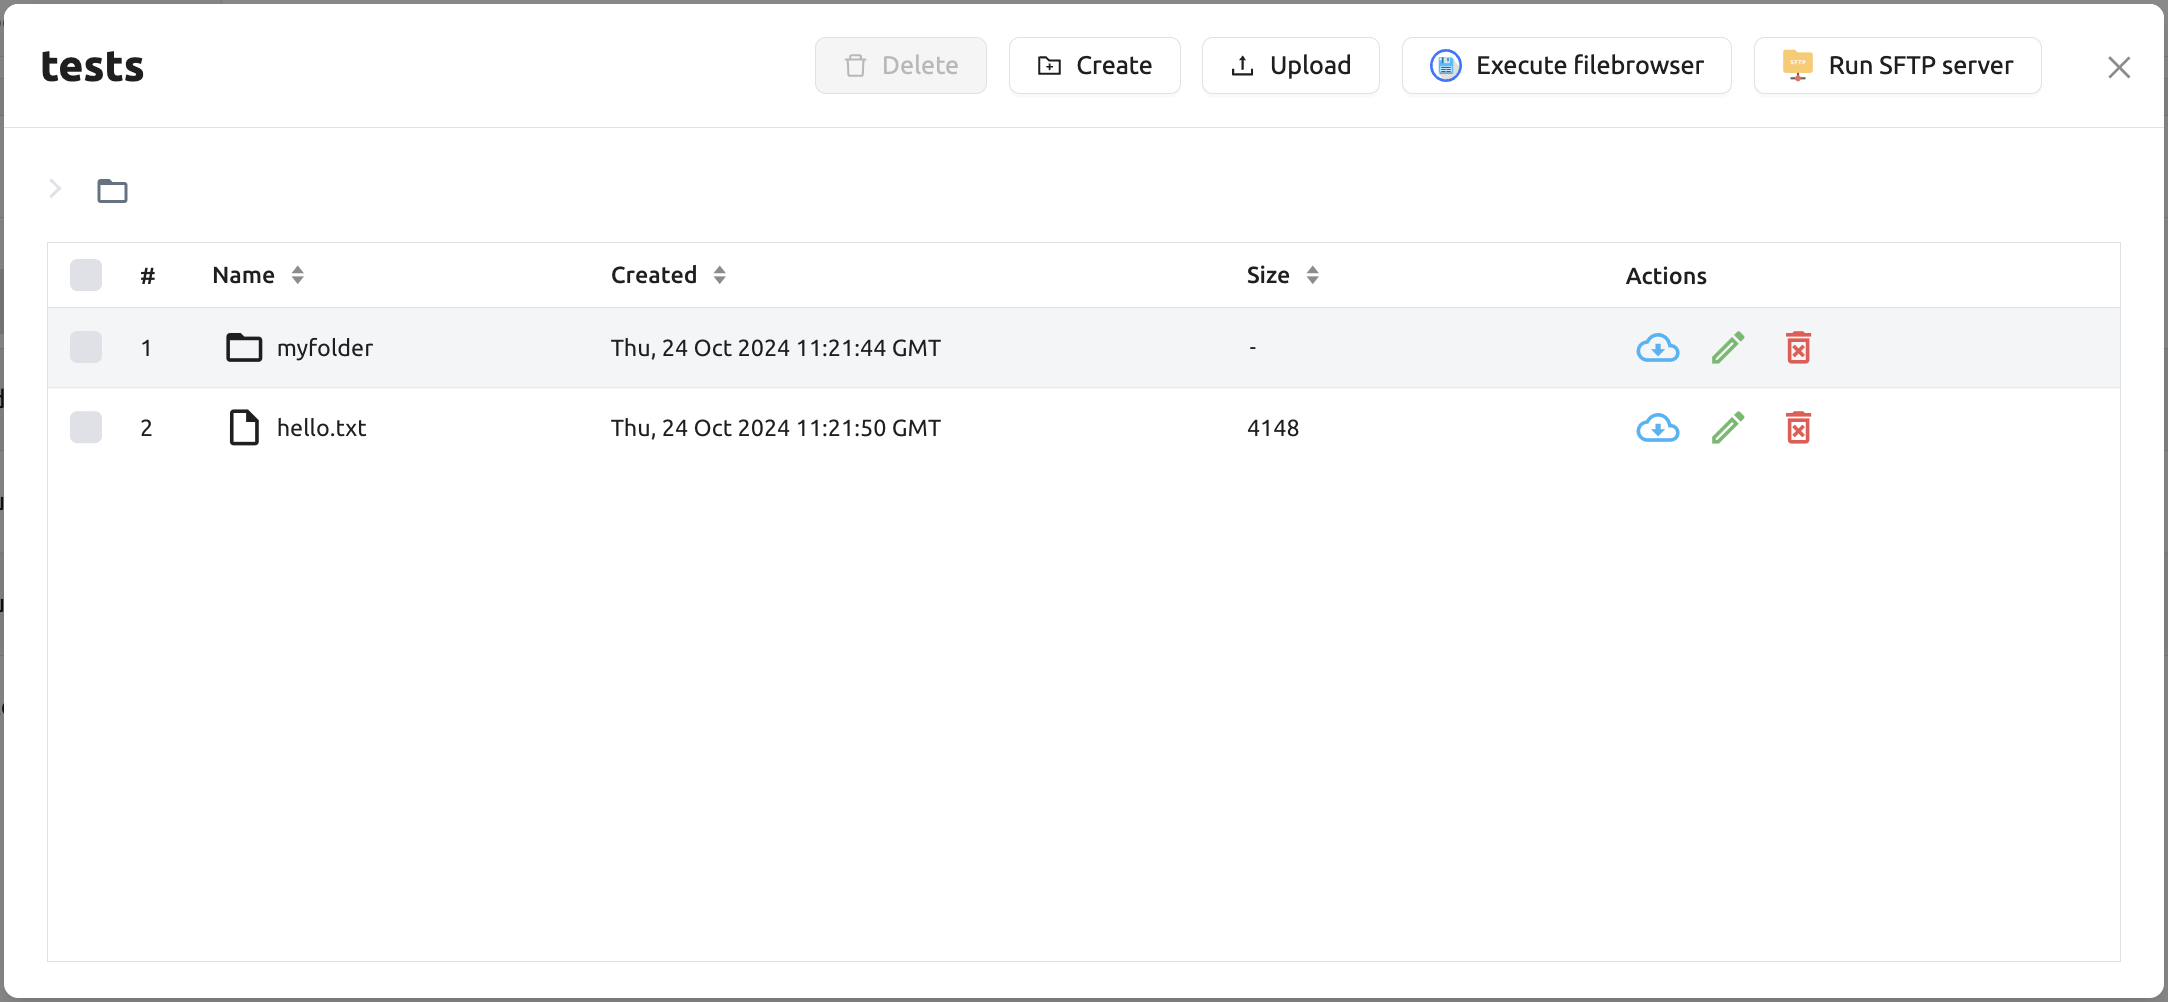 tests
Delete
Create
Upload
Execute filebrowser
SFTP
Run SFTP server
# Name Created Size Actions
1 myfolder Thu, 24 Oct 2024 11:21:44 GMT -
2 hello.txt Thu, 24 Oct 2024 11:21:50 GMT 4148